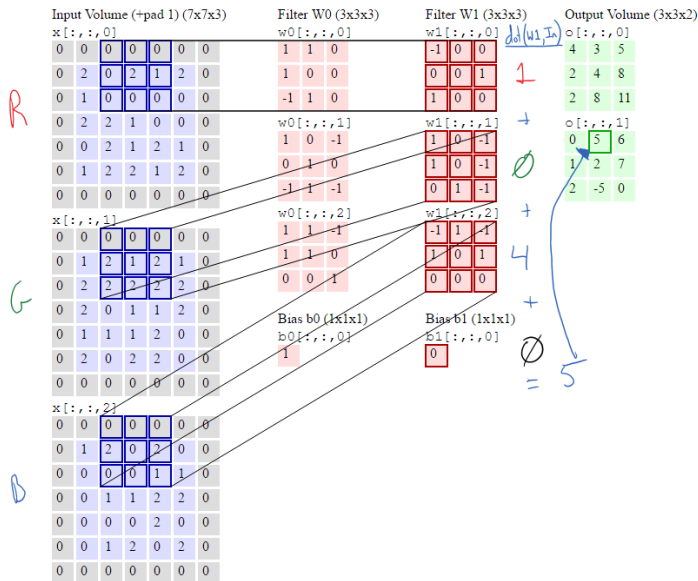 Input Volume (+pad 1) (7x7x3)
x[:,:,0]
0 0 0 0 0 0 0
0 2 0 2 1 2 0
0 1 0 0 0 0 0
0 2 2 1 0 0 0
0 0 2 1 2 1 0
0 1 2 2 1 2 0
0 0 0 0 0 0 0
x[:,:,1]
0 0 0 0 0 0 0
0 1 2 1 2 1 0
0 2 2 2 2 2 0
0 2 0 1 1 2 0
0 1 1 1 2 0 0
0 2 0 2 2 0 0
0 0 0 0 0 0 0
x[:,:,2]
0 0 0 0 0 0 0
0 1 2 0 2 0 0
0 0 0 0 1 1 0
0 0 1 1 2 2 0
0 0 0 0 2 0 0
0 0 1 2 0 2 0
0 0 0 0 0 0 0
R
G
B
Filter W0 (3x3x3)
w0[:,:,0]
1 1 0
1 0 0
-1 1 0
w0[:,:,1]
1 0 -1
0 1 0
-1 1 -1
w0[:,:,2]
1 1 -1
1 1 0
0 0 1
Bias b0 (1x1x1)
b0[:,:,0]
1
Filter W1 (3x3x3)
w1[:,:,0]
-1 0 0
0 0 1
1 0 0
w1[:,:,1]
1 0 -1
1 0 -1
0 1 -1
w1[:,:,2]
-1 1 -1
1 0 1
0 0 0
Bias b1 (1x1x1)
b1[:,:,0]
0
dot(W1,In)
1
+
0
+
4
+
0
= 5
Output Volume (3x3x2)
o[:,:,0]
4 3 5
2 4 8
2 8 11
o[:,:,1]
0 5 6
1 2 7
2 -5 0